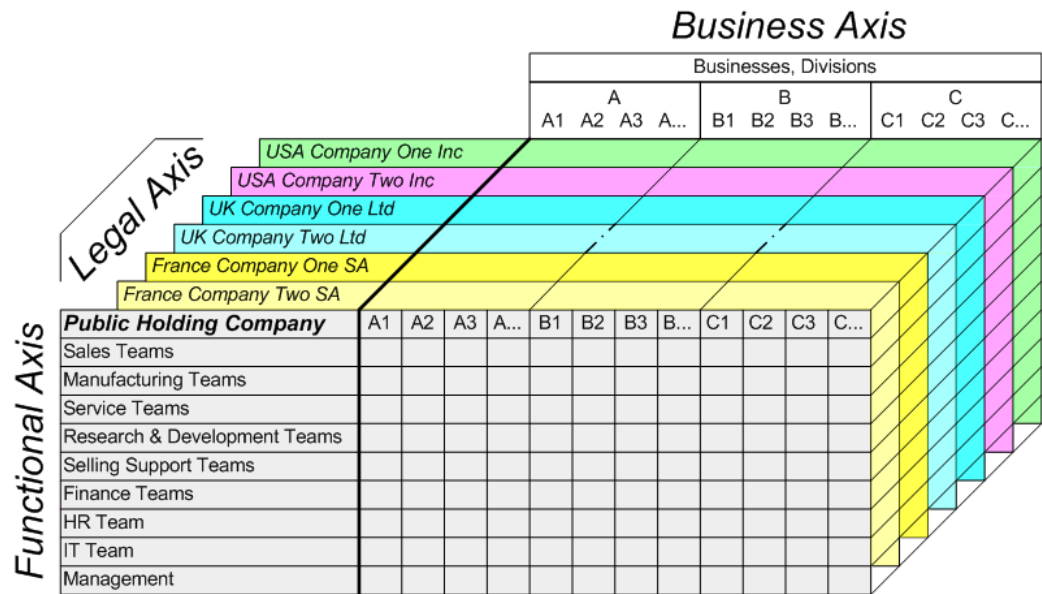 Business Axis
Businesses, Divisions
A B C
A1 A2 A3 A... B1 B2 B3 B... C1 C2 C3 C...
Legal Axis
USA Company One Inc
USA Company Two Inc
UK Company One Ltd
UK Company Two Ltd
France Company One SA
France Company Two SA
Functional Axis
Public Holding Company A1 A2 A3 A... B1 B2 B3 B... C1 C2 C3 C...
Sales Teams
Manufacturing Teams
Service Teams
Research & Development Teams
Selling Support Teams
Finance Teams
HR Team
IT Team
Management